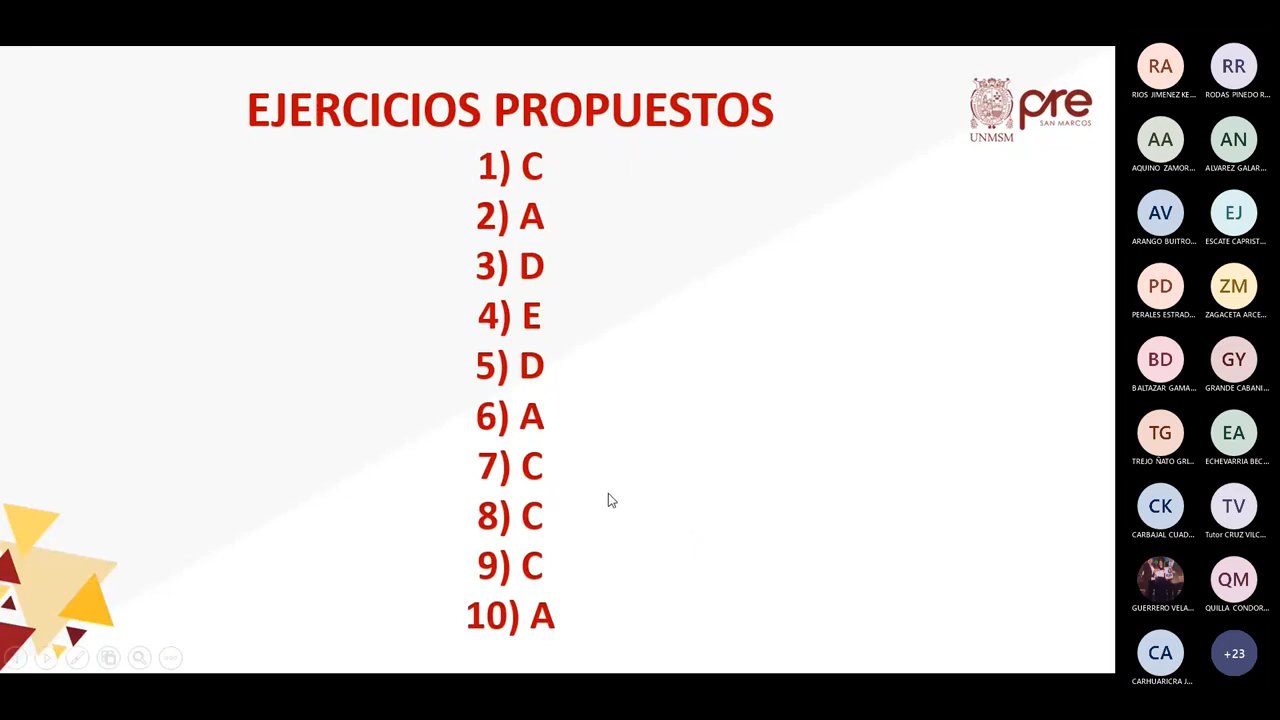 EJERCICIOS PROPUESTOS
1) C
2) A
3) D
4) E
5) D
6) A
7) C
8) C
9) C
10) A
UNMSM
pre
SAN MARCOS
RA
RIOS JIMENEZ KE...
RR
RODAS PINEDO R...
AA
AQUINO ZAMOR...
AN
ALVAREZ GALAR...
AV
ARANGO BUITRO...
EJ
ESCATE CAPRIST...
PD
PERALES ESTRAD...
ZM
ZAGACETA ARCE...
BD
BALTAZAR GAMA...
GY
GRANDE CABANI...
TG
TREJO ÑATO GRI...
EA
ECHEVARRIA BEC...
CK
CARBAJAL CUAD...
TV
Tutor CRUZ VILC...
GUERRERO VELA...
QM
QUILLA CONDOR...
CA
CARHUARICRA J...
+23